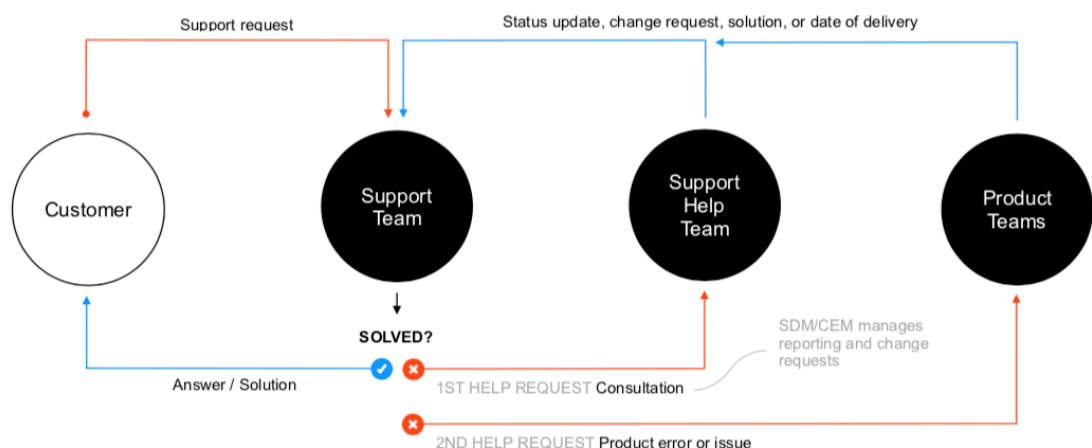 Support request
Status update, change request, solution, or date of delivery
Customer
Support
Team
Support
Help
Team
Product
Teams
SOLVED?
SDM/CEM manages
reporting and change
requests
Answer / Solution
1ST HELP REQUEST Consultation
2ND HELP REQUEST Product error or issue